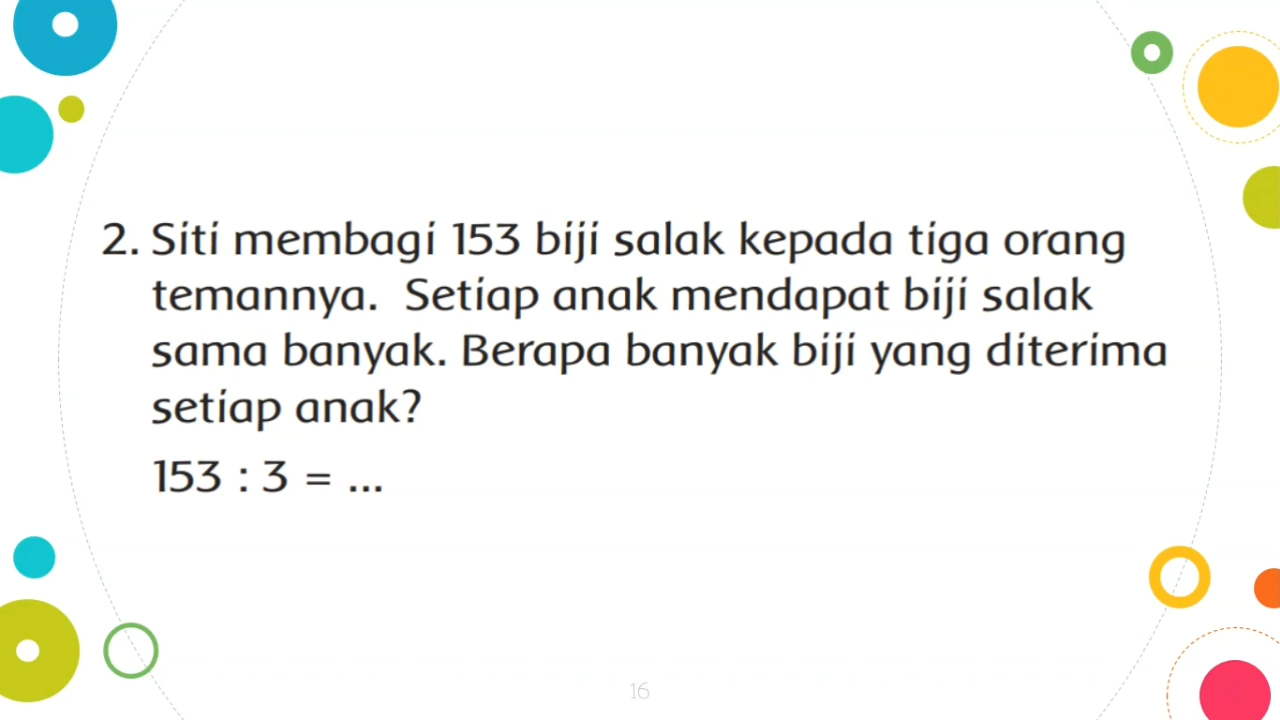 2. Siti membagi 153 biji salak kepada tiga orang
temannya. Setiap anak mendapat biji salak
sama banyak. Berapa banyak biji yang diterima
setiap anak?
153 : 3 = ...
16